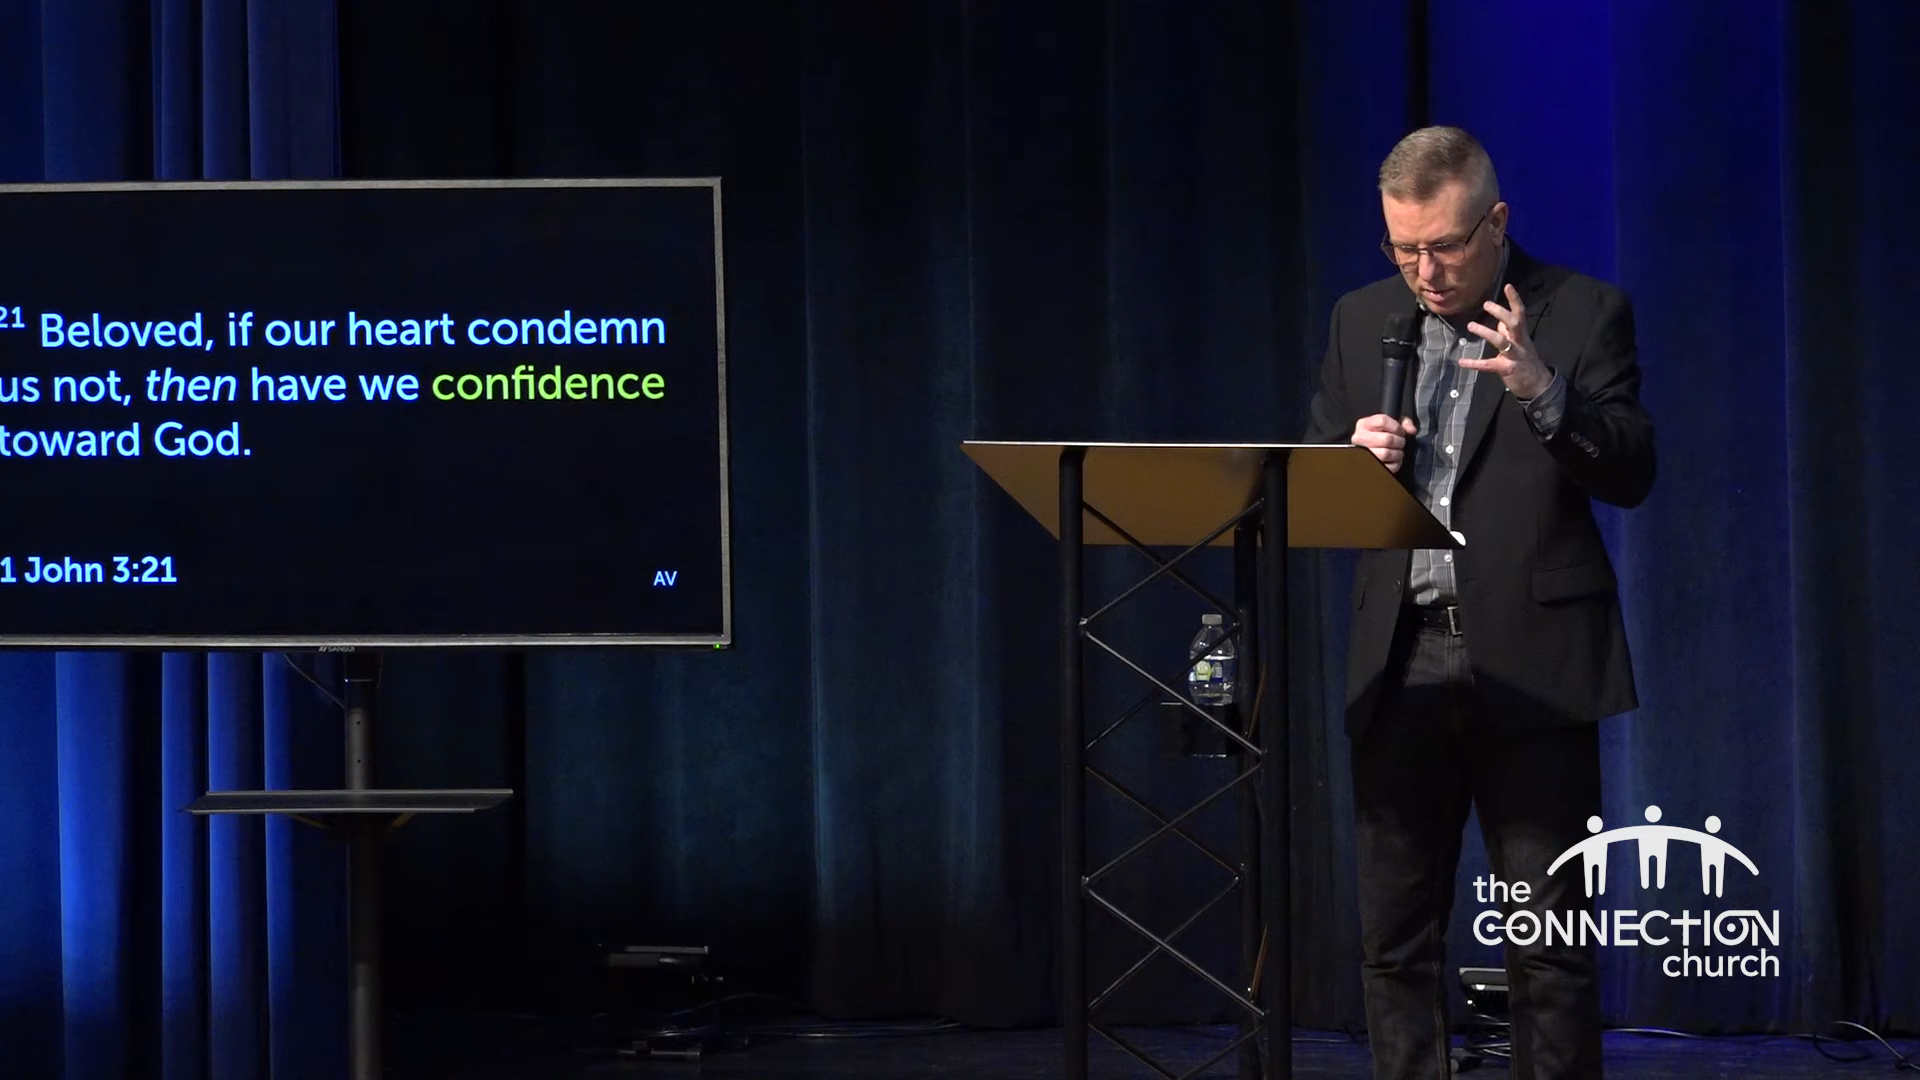 21 Beloved, if our heart condemn
us not, then have we confidence
toward God.
1 John 3:21
AV
SANSUI
the
CONNECTION
church